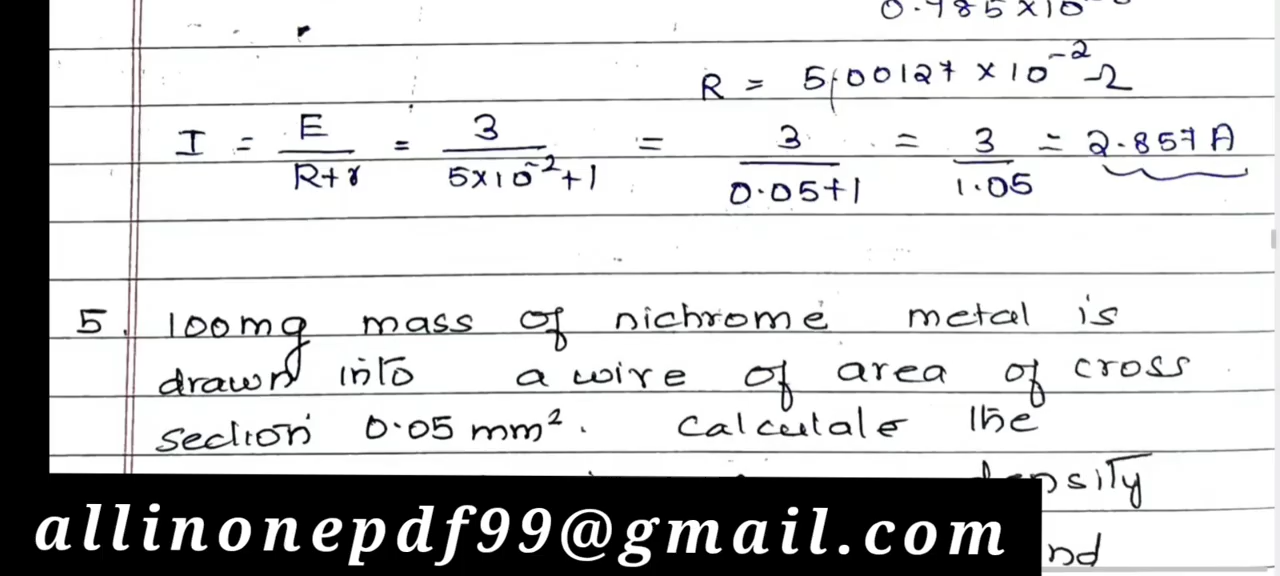 R = 5.00127 × 10⁻² Ω
I = E/(R+r) = 3/(5×10⁻²+1) = 3/(0.05+1) = 3/1.05 = 2.857 A
5. 100mg mass of nichrome metal is
drawn into a wire of area of cross
section 0.05 mm². calculate the
density
allinonepdf99@gmail.com